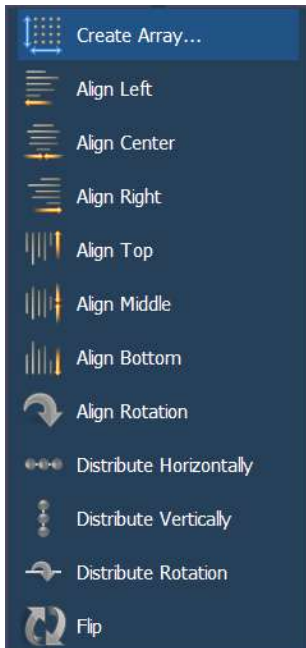 Create Array...
Align Left
Align Center
Align Right
Align Top
Align Middle
Align Bottom
Align Rotation
Distribute Horizontally
Distribute Vertically
Distribute Rotation
Flip